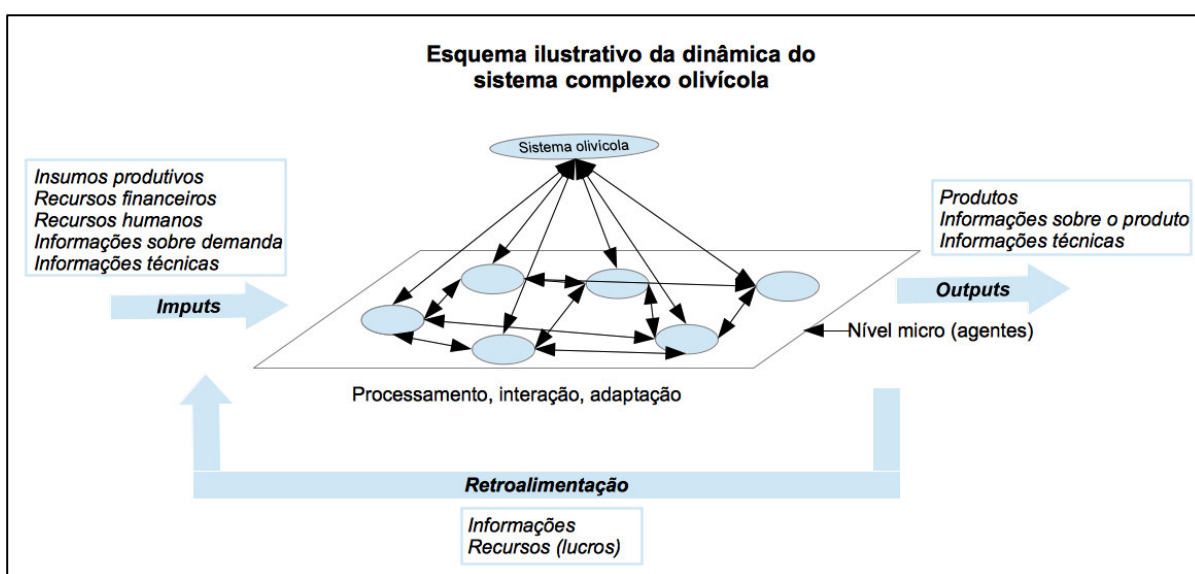 Esquema ilustrativo da dinâmica do
sistema complexo olivícola
Sistema olivícola
Insumos produtivos
Recursos financeiros
Recursos humanos
Informações sobre demanda
Informações técnicas
Imputs
Produtos
Informações sobre o produto
Informações técnicas
Outputs
Nível micro (agentes)
Processamento, interação, adaptação
Retroalimentação
Informações
Recursos (lucros)